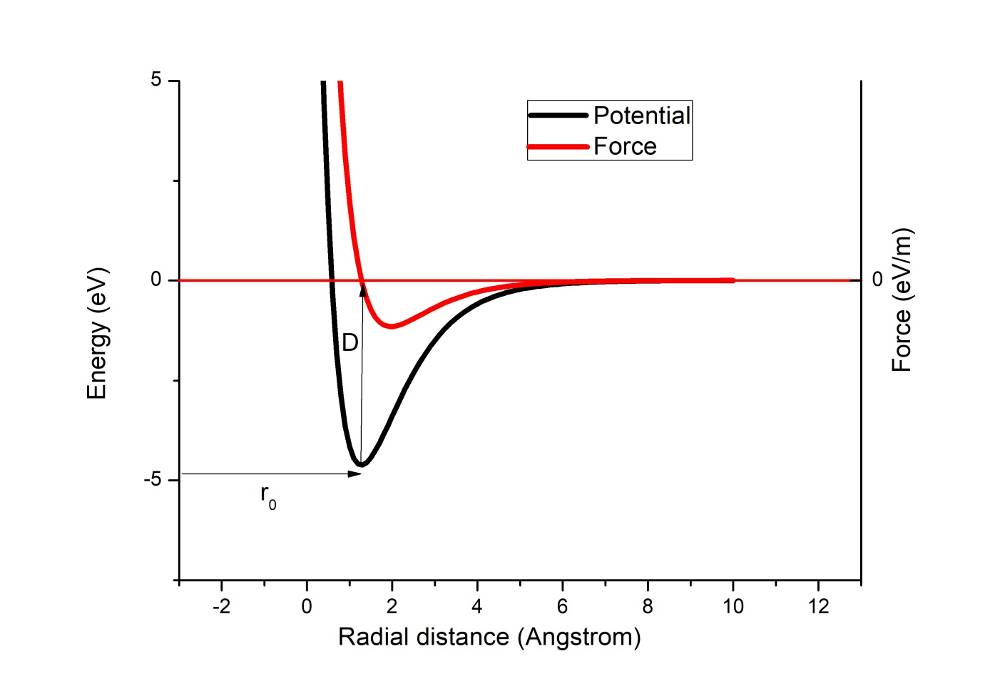 5
Potential
Force
0
0
D
-5
r0
Energy (eV)
Force (eV/m)
-2 0 2 4 6 8 10 12
Radial distance (Angstrom)